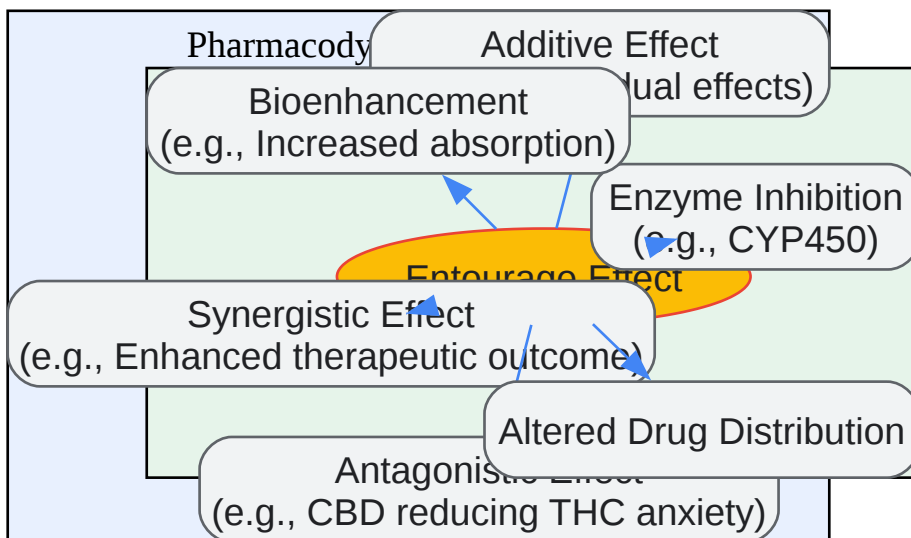 Pharmacody
Additive Effect
dual effects)
Bioenhancement
(e.g., Increased absorption)
Enzyme Inhibition
(e.g., CYP450)
Entourage Effect
Synergistic Effect
(e.g., Enhanced therapeutic outcome)
Altered Drug Distribution
Antagonistic Effect
(e.g., CBD reducing THC anxiety)